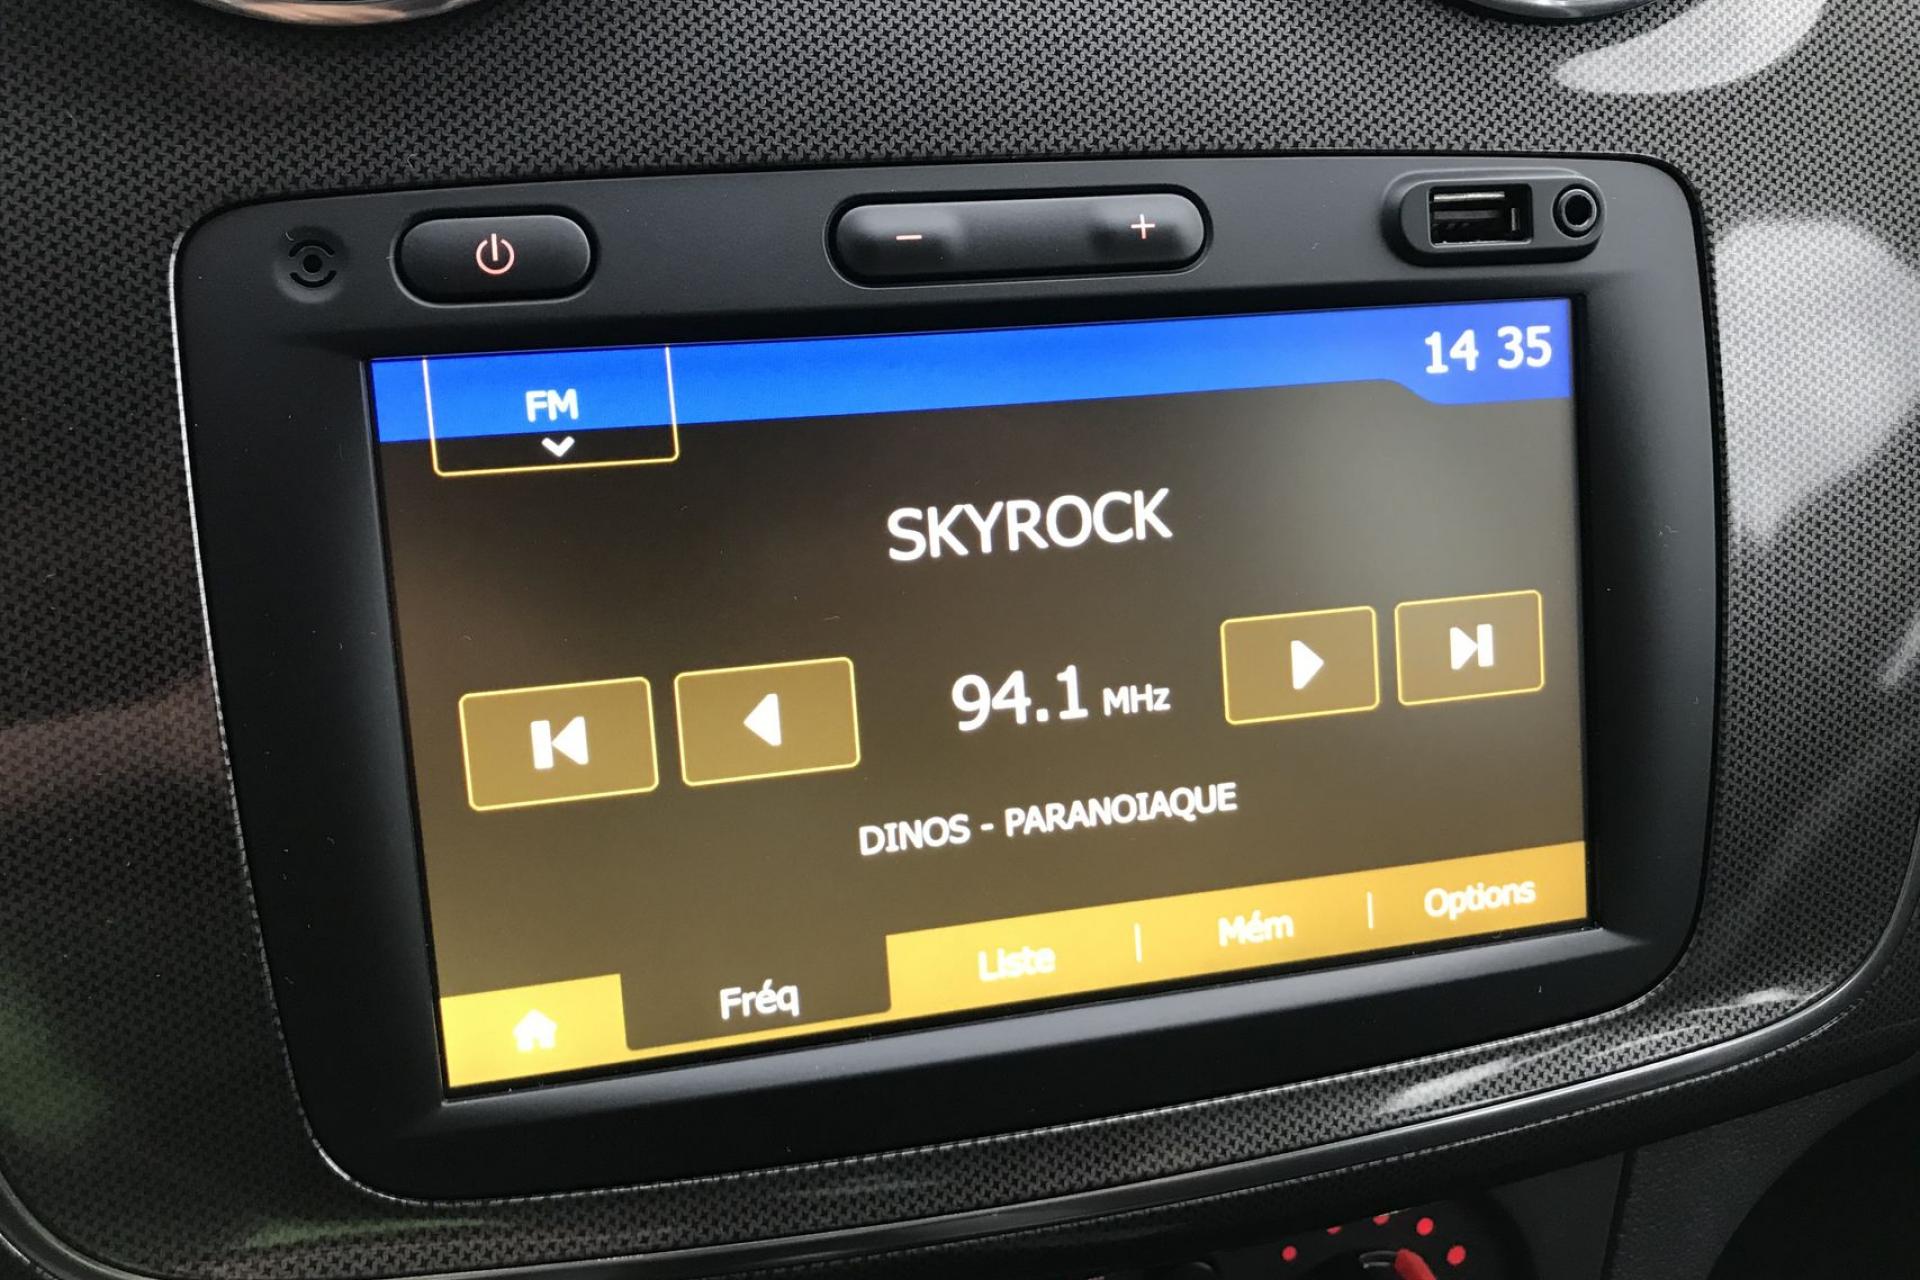 − +
14 35
FM
SKYROCK
94.1 MHz
DINOS - PARANOIAQUE
Fréq Liste Mém Options